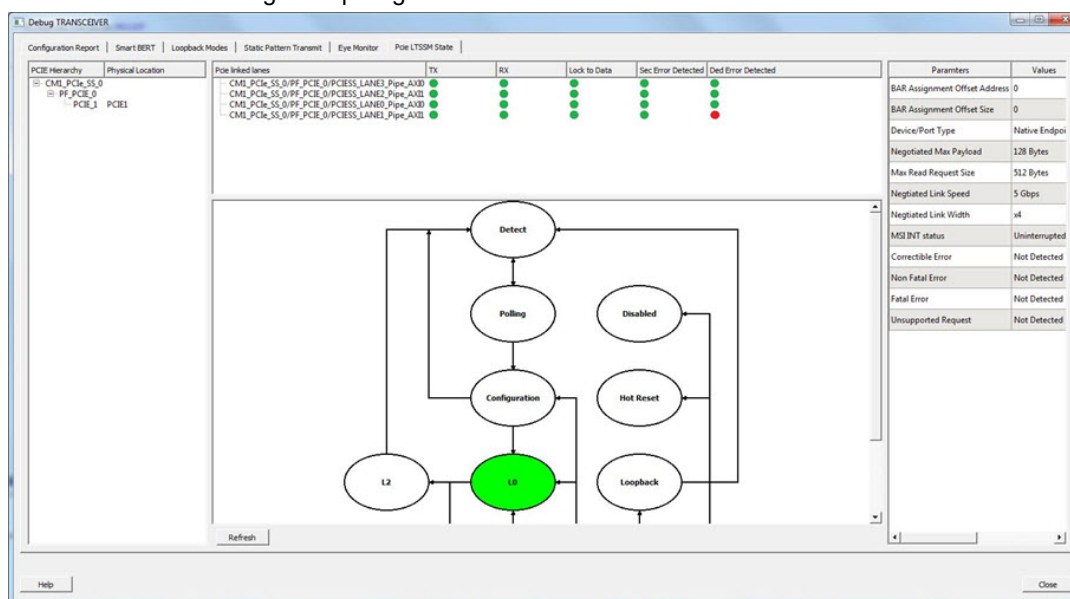 Debug TRANSCEIVER
Configuration Report | Smart BERT | Loopback Modes | Static Pattern Transmit | Eye Monitor | Pcie LTSSM State
PCIE Hierarchy Physical Location
CM1_PCIe_SS_0
PF_PCIE_0
PCIE_1 PCIE1
Pcie linked lanes TX RX Lock to Data Sec Error Detected Ded Error Detected
CM1_PCIe_SS_0/PF_PCIE_0/PCIESS_LANE3_Pipe_AXI0
CM1_PCIe_SS_0/PF_PCIE_0/PCIESS_LANE2_Pipe_AXI1
CM1_PCIe_SS_0/PF_PCIE_0/PCIESS_LANE0_Pipe_AXI0
CM1_PCIe_SS_0/PF_PCIE_0/PCIESS_LANE1_Pipe_AXI1
Detect
Polling
Disabled
Configuration
Hot Reset
L2
L0
Loopback
Refresh
Paramters Values
BAR Assignment Offset Address 0
BAR Assignment Offset Size 0
Device/Port Type Native Endpoi
Negotiated Max Payload 128 Bytes
Max Read Request Size 512 Bytes
Negtiated Link Speed 5 Gbps
Negtiated Link Width x4
MSI INT status Uninterrupted
Correctible Error Not Detected
Non Fatal Error Not Detected
Fatal Error Not Detected
Unsupported Request Not Detected
Help
Close